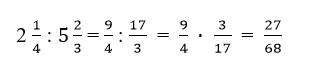 2 1/4 : 5 2/3 = 9/4 : 17/3 = 9/4 · 3/17 = 27/68